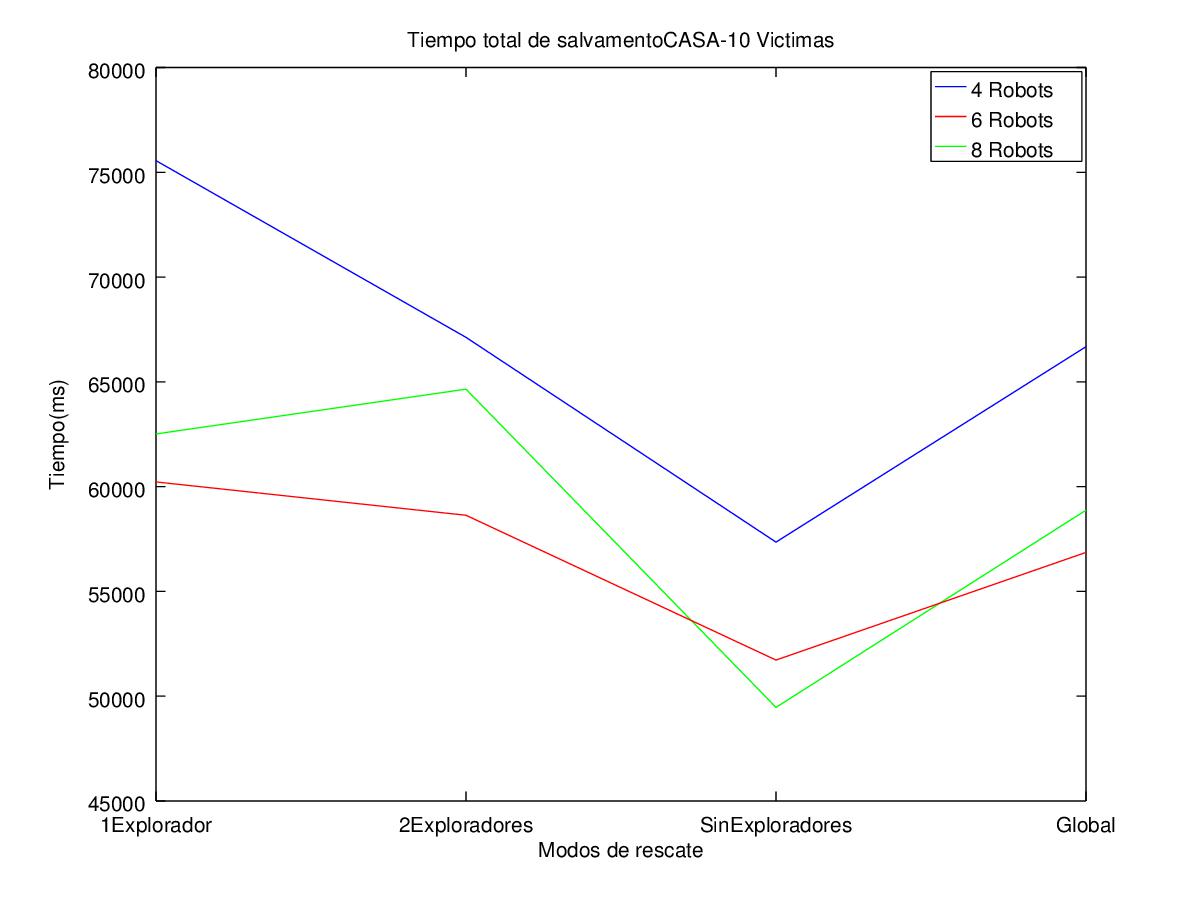 Tiempo total de salvamentoCASA-10 Victimas
80000
75000
70000
65000
60000
55000
50000
45000
Tiempo(ms)
4 Robots
6 Robots
8 Robots
1Explorador
2Exploradores
SinExploradores
Global
Modos de rescate